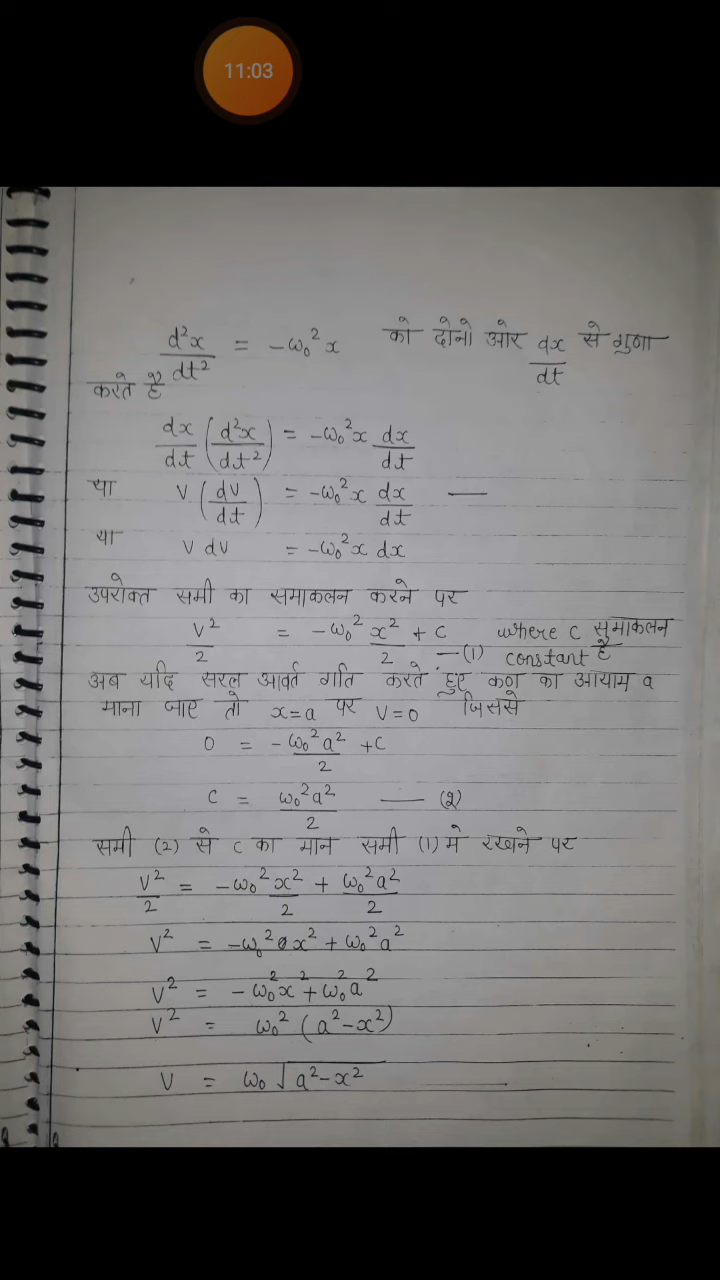 11:03
d²x/dt² = -ω₀²x को दोनो ओर dx/dt से गुणा
करते है
dx/dt (d²x/dt²) = -ω₀²x dx/dt
या V (dv/dt) = -ω₀²x dx/dt —
या V dv = -ω₀²x dx
उपरोक्त समी का समाकलन करने पर
V²/2 = -ω₀²x²/2 + C —(1) where C समाकलन constant है
अब यदि सरल आवर्त गति करते हुए कण का आयाम a
माना जाए तो x=a पर V=0 जिससे
0 = -ω₀²a²/2 + C
C = ω₀²a²/2 — (2)
समी (2) से C का मान समी (1) मे रखने पर
V²/2 = -ω₀²x²/2 + ω₀²a²/2
V² = -ω₀²x² + ω₀²a²
V² = -ω₀²x² + ω₀²a²
V² = ω₀² (a²-x²)
V = ω₀ √a²-x² —